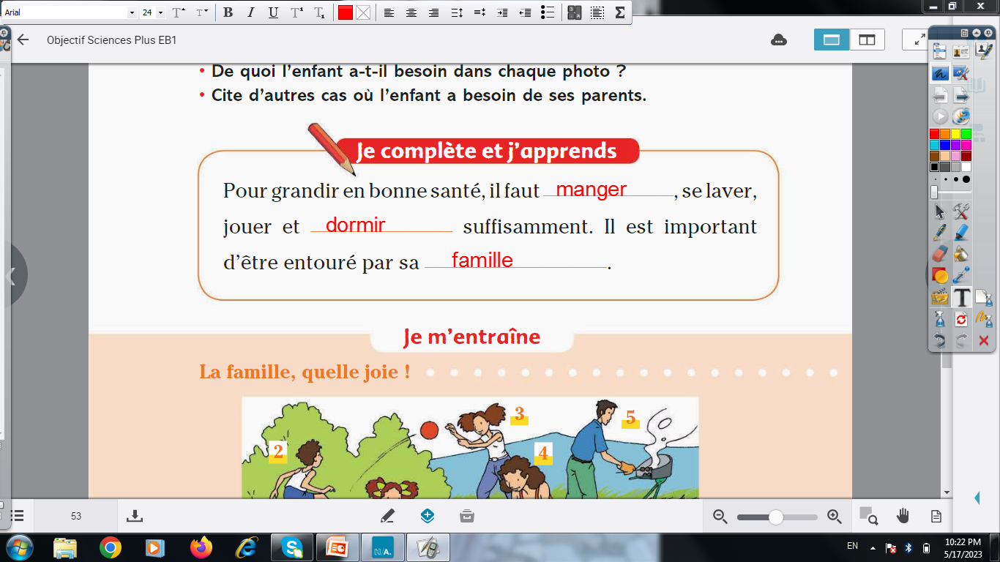 Arial 24 B I U T T Σ
Objectif Sciences Plus EB1
• De quoi l'enfant a-t-il besoin dans chaque photo ?
• Cite d'autres cas où l'enfant a besoin de ses parents.
Je complète et j'apprends
Pour grandir en bonne santé, il faut manger, se laver,
jouer et dormir suffisamment. Il est important
d'être entouré par sa famille.
Je m'entraîne
La famille, quelle joie !
3
5
2
4
53
EN
10:22 PM
5/17/2023